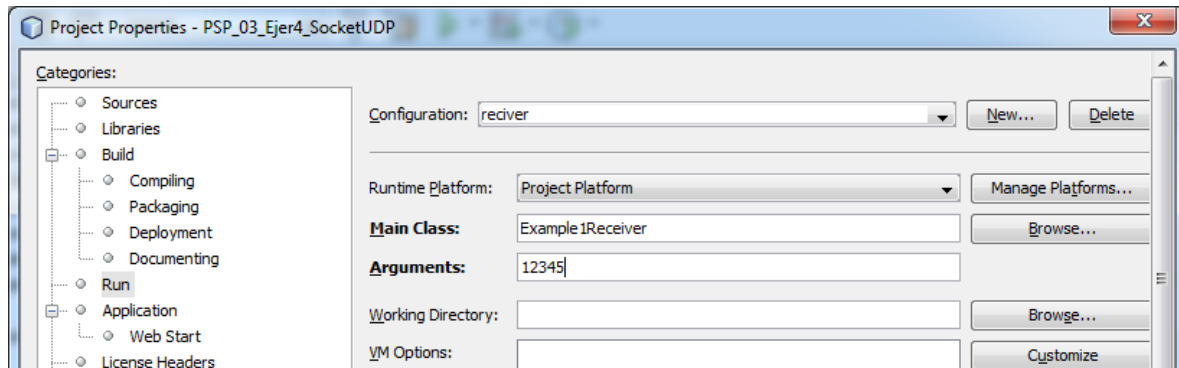 Project Properties - PSP_03_Ejer4_SocketUDP
Categories:
Sources
Libraries
Build
Compiling
Packaging
Deployment
Documenting
Run
Application
Web Start
License Headers
Configuration: reciver New... Delete
Runtime Platform: Project Platform Manage Platforms...
Main Class: Example1Receiver Browse...
Arguments: 12345
Working Directory: Browse...
VM Options: Customize